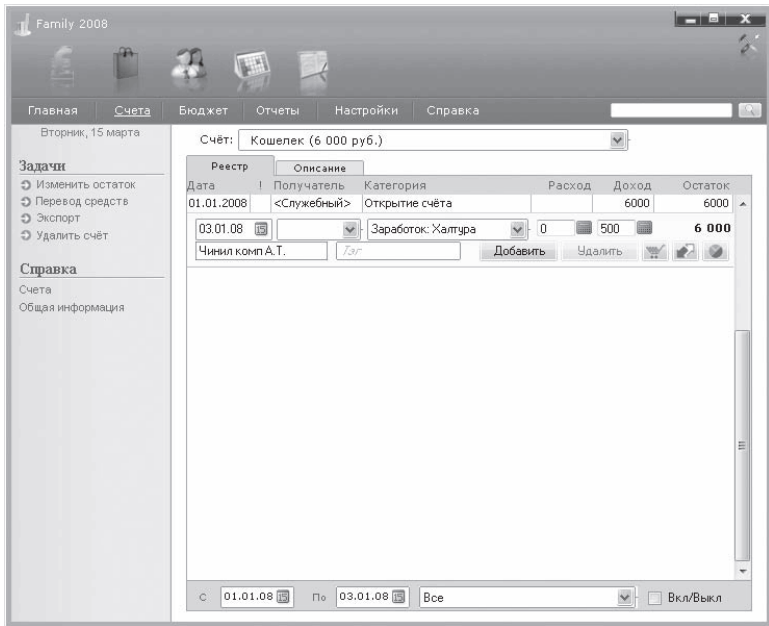 Family 2008
Главная Счета Бюджет Отчеты Настройки Справка
Вторник, 15 марта
Задачи
Изменить остаток
Перевод средств
Экспорт
Удалить счёт
Справка
Счета
Общая информация
Счёт: Кошелек (6 000 руб.)
Реестр Описание
Дата ! Получатель Категория Расход Доход Остаток
01.01.2008 <Служебный> Открытие счёта 6000 6000
03.01.08 15 Заработок: Халтура 0 500 6 000
Чинил комп А.Т. Тэг Добавить Удалить
С 01.01.08 15 По 03.01.08 15 Все Вкл/Выкл